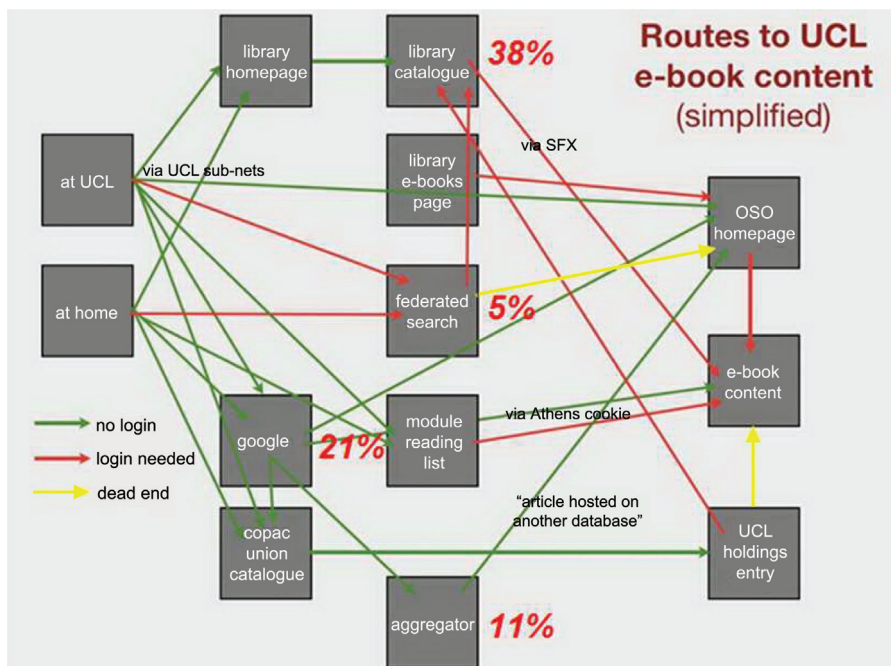 Routes to UCL
e-book content
(simplified)
library
homepage
library
catalogue
38%
at UCL
via UCL sub-nets
library
e-books
page
via SFX
OSO
homepage
at home
federated
search
5%
e-book
content
no login
login needed
dead end
google
21%
module
reading
list
via Athens cookie
"article hosted on
another database"
copac
union
catalogue
UCL
holdings
entry
aggregator
11%